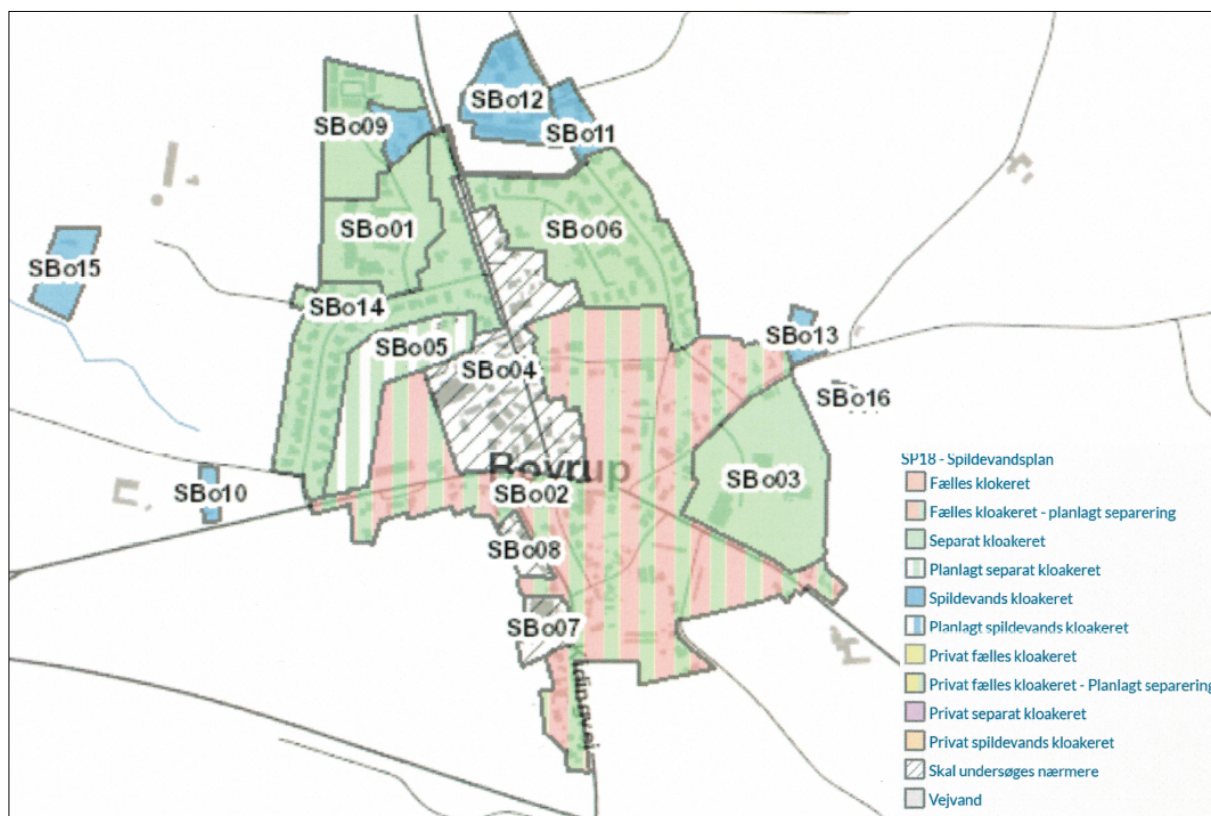 SBo12
SBo09
SBo11
SBo01
SBo06
SBo15
SBo14
SBo05
SBo13
SBo04
SBo16
Bovrup
SBo03
SBo10
SBo02
SBo08
SBo07
SP18 - Spildevandsplan
Fælles klokeret
Fælles kloakeret - planlagt separering
Separat kloakeret
Planlagt separat kloakeret
Spildevands kloakeret
Planlagt spildevands kloakeret
Privat fælles kloakeret
Privat fælles kloakeret - Planlagt separering
Privat separat kloakeret
Privat spildevands kloakeret
Skal undersøges nærmere
Vejvand